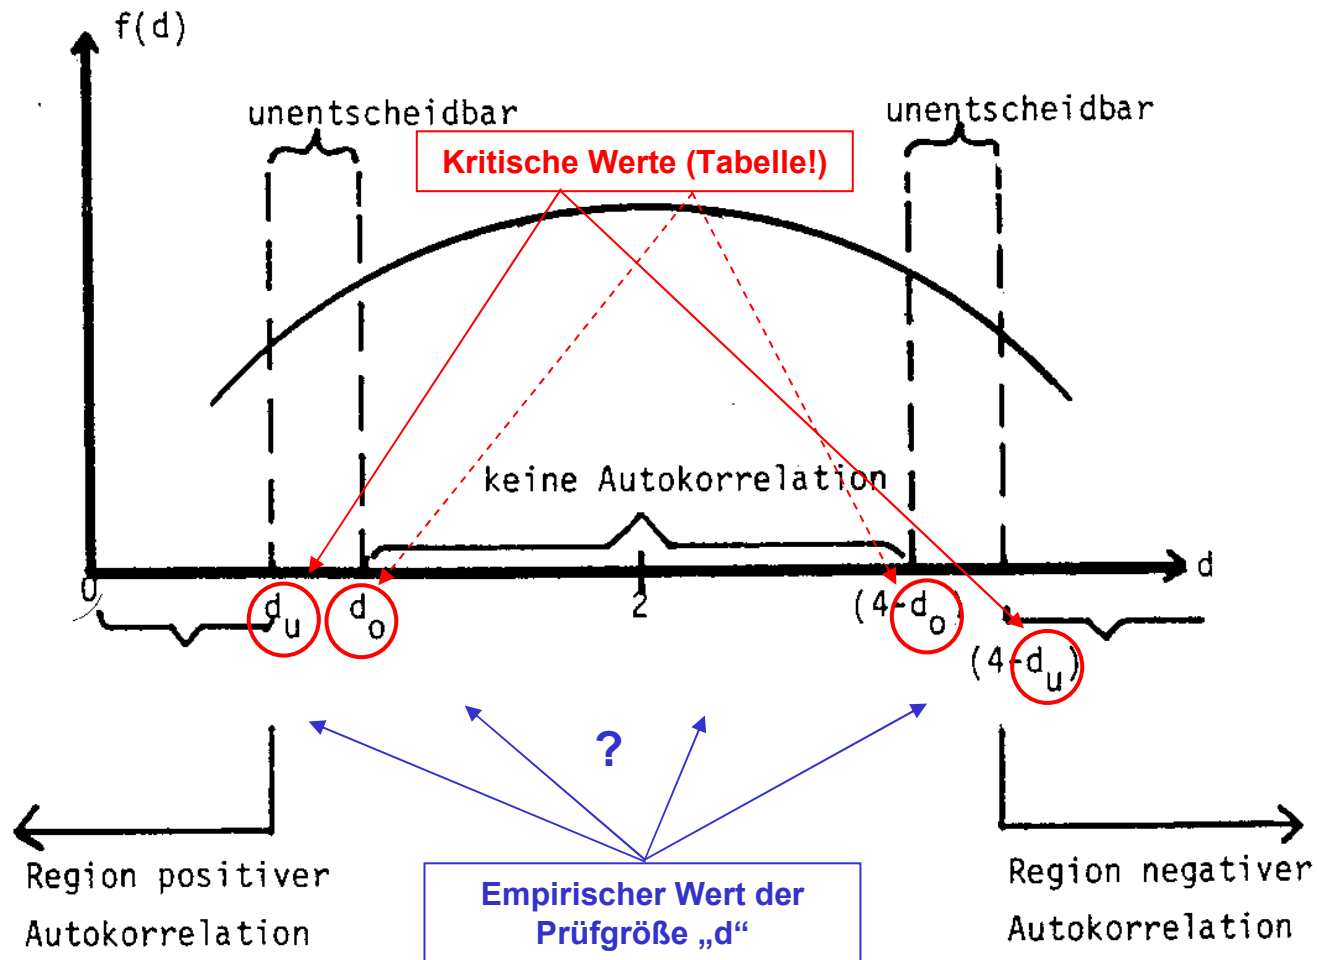 f(d)
unentscheidbar
unentscheidbar
Kritische Werte (Tabelle!)
keine Autokorrelation
d
0
du
do
2
(4-do)
(4-du)
?
Region positiver
Autokorrelation
Empirischer Wert der
Prüfgröße „d“
Region negativer
Autokorrelation